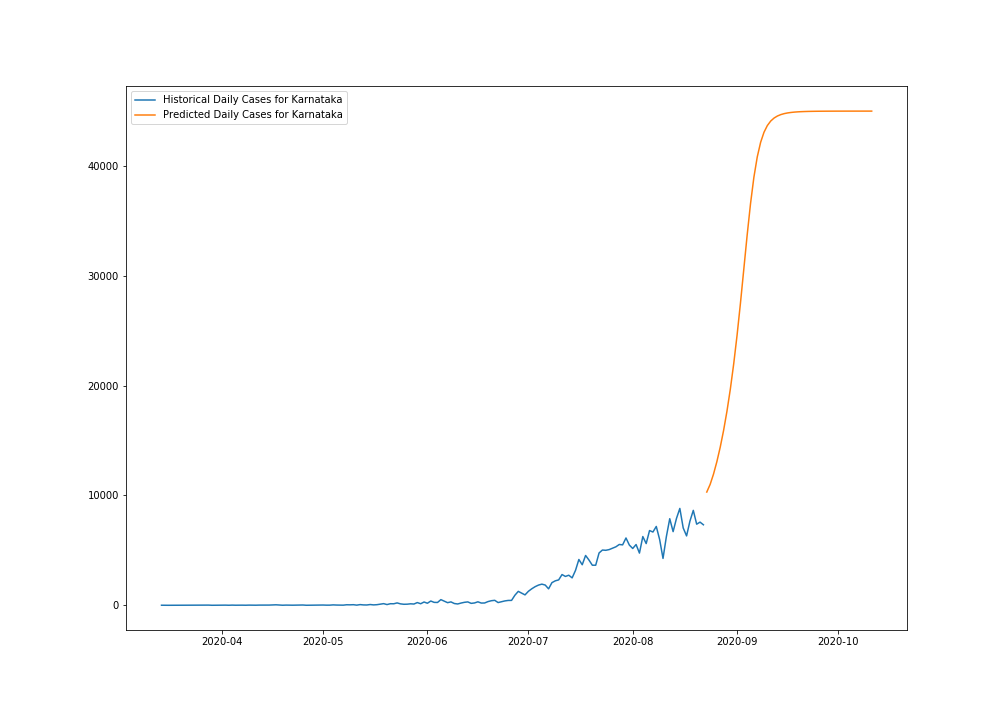 Historical Daily Cases for Karnataka
Predicted Daily Cases for Karnataka
40000
30000
20000
10000
0
2020-04 2020-05 2020-06 2020-07 2020-08 2020-09 2020-10